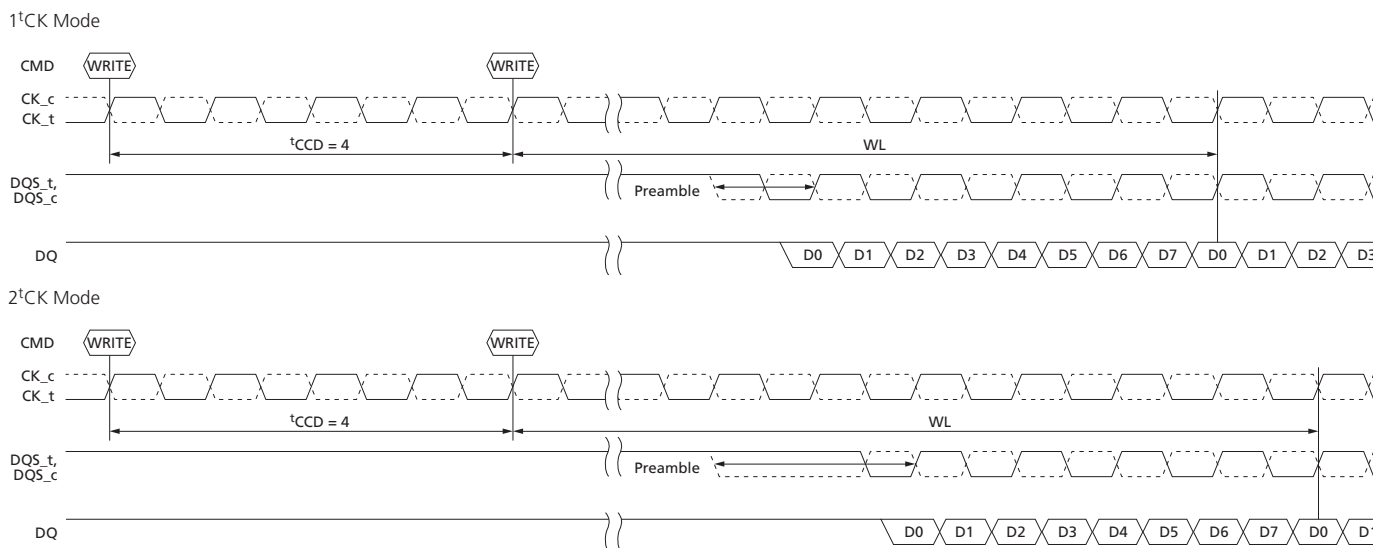 1ᵗCK Mode
CMD WRITE WRITE
CK_c
CK_t
ᵗCCD = 4 WL
DQS_t,
DQS_c Preamble
DQ D0 D1 D2 D3 D4 D5 D6 D7 D0 D1 D2 D3
2ᵗCK Mode
CMD WRITE WRITE
CK_c
CK_t
ᵗCCD = 4 WL
DQS_t,
DQS_c Preamble
DQ D0 D1 D2 D3 D4 D5 D6 D7 D0 D1